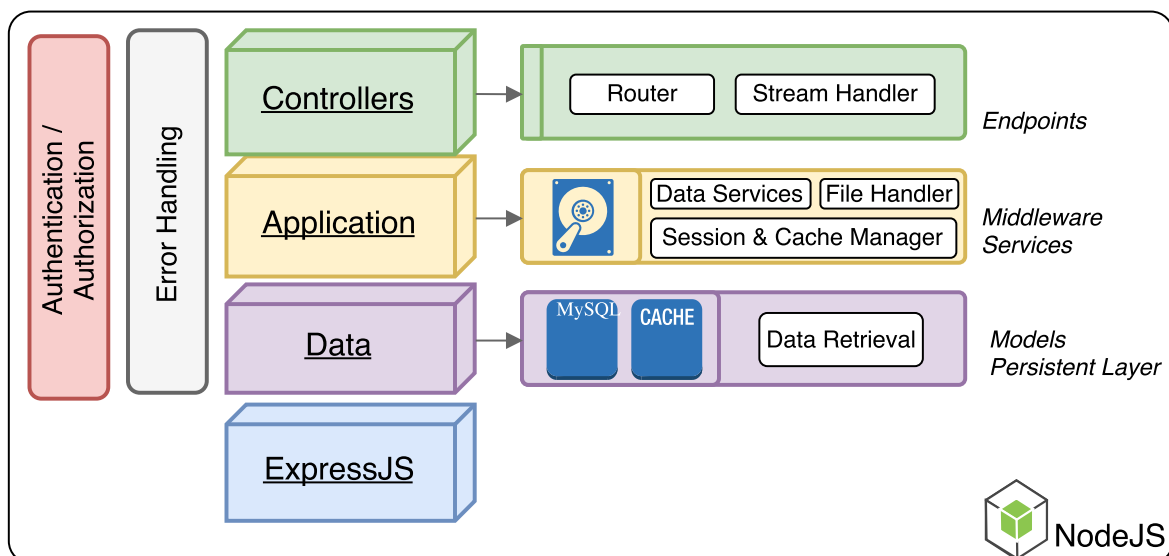 Authentication /
Authorization
Error Handling
Controllers
Router
Stream Handler
Endpoints
Application
Data Services
File Handler
Session & Cache Manager
Middleware
Services
Data
MySQL
CACHE
Data Retrieval
Models
Persistent Layer
ExpressJS
NodeJS